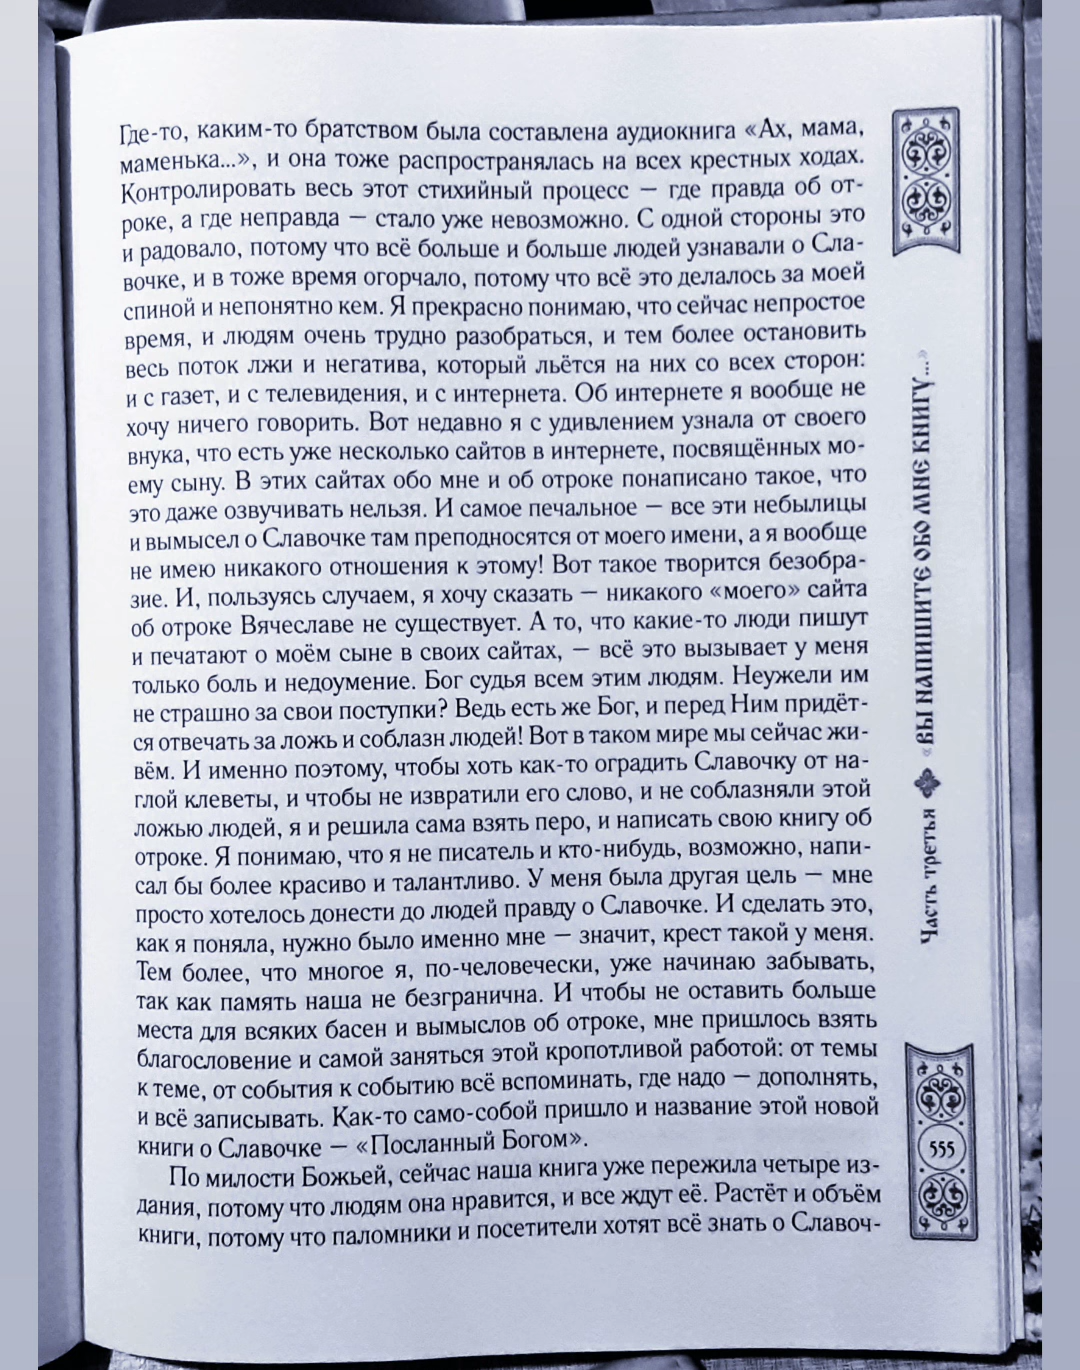 Где-то, каким-то братством была составлена аудиокнига «Ах, мама,
маменька...», и она тоже распространялась на всех крестных ходах.
Контролировать весь этот стихийный процесс — где правда об от-
роке, а где неправда — стало уже невозможно. С одной стороны это
и радовало, потому что всё больше и больше людей узнавали о Сла-
вочке, и в тоже время огорчало, потому что всё это делалось за моей
спиной и непонятно кем. Я прекрасно понимаю, что сейчас непростое
время, и людям очень трудно разобраться, и тем более остановить
весь поток лжи и негатива, который льётся на них со всех сторон:
и с газет, и с телевидения, и с интернета. Об интернете я вообще не
хочу ничего говорить. Вот недавно я с удивлением узнала от своего
внука, что есть уже несколько сайтов в интернете, посвящённых мо-
ему сыну. В этих сайтах обо мне и об отроке понаписано такое, что
это даже озвучивать нельзя. И самое печальное — все эти небылицы
и вымысел о Славочке там преподносятся от моего имени, а я вообще
не имею никакого отношения к этому! Вот такое творится безобра-
зие. И, пользуясь случаем, я хочу сказать — никакого «моего» сайта
об отроке Вячеславе не существует. А то, что какие-то люди пишут
и печатают о моём сыне в своих сайтах, — всё это вызывает у меня
только боль и недоумение. Бог судья всем этим людям. Неужели им
не страшно за свои поступки? Ведь есть же Бог, и перед Ним придёт-
ся отвечать за ложь и соблазн людей! Вот в таком мире мы сейчас жи-
вём. И именно поэтому, чтобы хоть как-то оградить Славочку от на-
глой клеветы, и чтобы не извратили его слово, и не соблазняли этой
ложью людей, я и решила сама взять перо, и написать свою книгу об
отроке. Я понимаю, что я не писатель и кто-нибудь, возможно, напи-
сал бы более красиво и талантливо. У меня была другая цель — мне
просто хотелось донести до людей правду о Славочке. И сделать это,
как я поняла, нужно было именно мне — значит, крест такой у меня.
Тем более, что многое я, по-человечески, уже начинаю забывать,
так как память наша не безгранична. И чтобы не оставить больше
места для всяких басен и вымыслов об отроке, мне пришлось взять
благословение и самой заняться этой кропотливой работой: от темы
к теме, от события к событию всё вспоминать, где надо — дополнять,
и всё записывать. Как-то само-собой пришло и название этой новой
книги о Славочке — «Посланный Богом».
По милости Божьей, сейчас наша книга уже пережила четыре из-
дания, потому что людям она нравится, и все ждут её. Растёт и объём
книги, потому что паломники и посетители хотят всё знать о Славоч-
Часть третья «ВЫ НАПИШИТЕ ОБО МНЕ КНИГУ...»
555